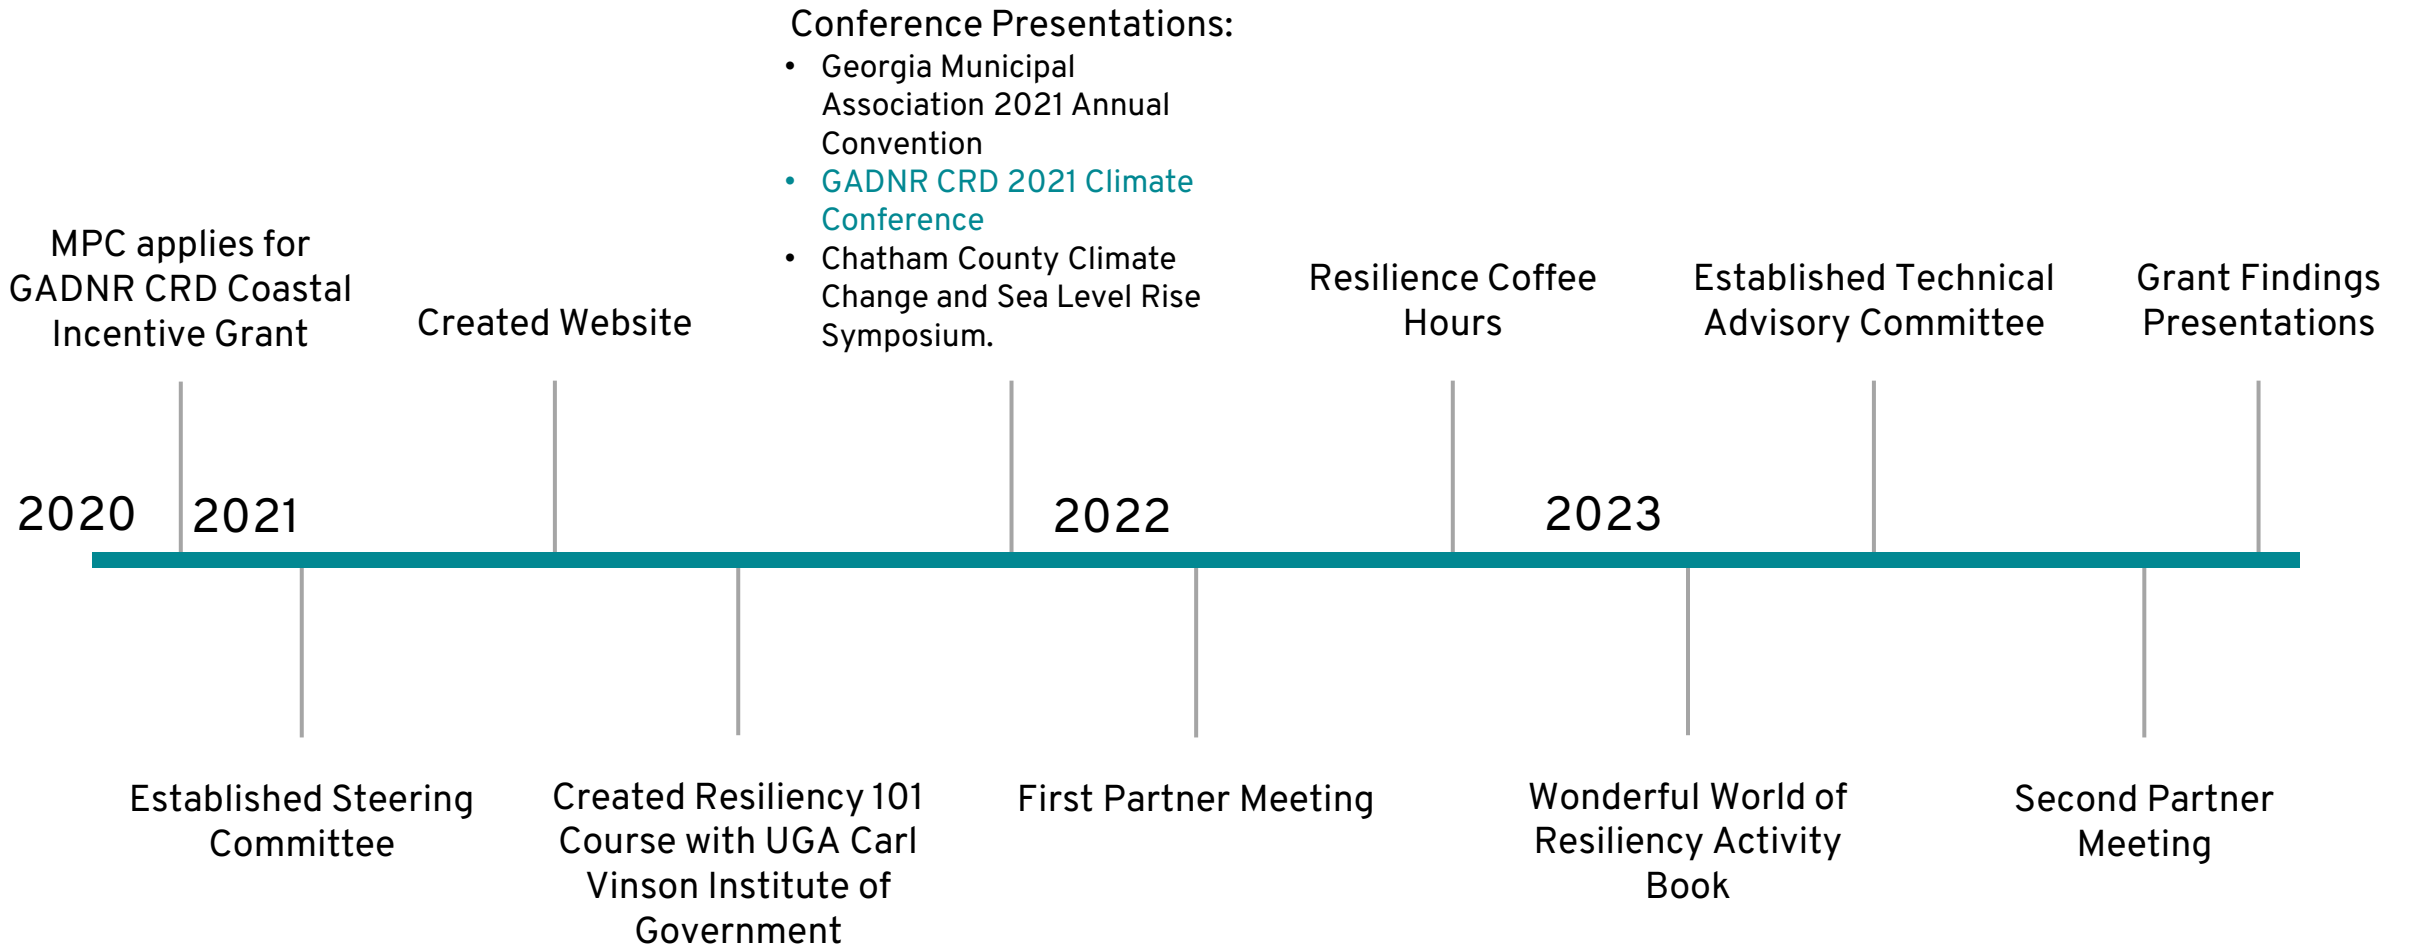 Conference Presentations:
• Georgia Municipal
Association 2021 Annual
Convention
• GADNR CRD 2021 Climate
Conference
• Chatham County Climate
Change and Sea Level Rise
Symposium.
MPC applies for
GADNR CRD Coastal
Incentive Grant
Created Website
Resilience Coffee
Hours
Established Technical
Advisory Committee
Grant Findings
Presentations
2020
2021
2022
2023
Established Steering
Committee
Created Resiliency 101
Course with UGA Carl
Vinson Institute of
Government
First Partner Meeting
Wonderful World of
Resiliency Activity
Book
Second Partner
Meeting